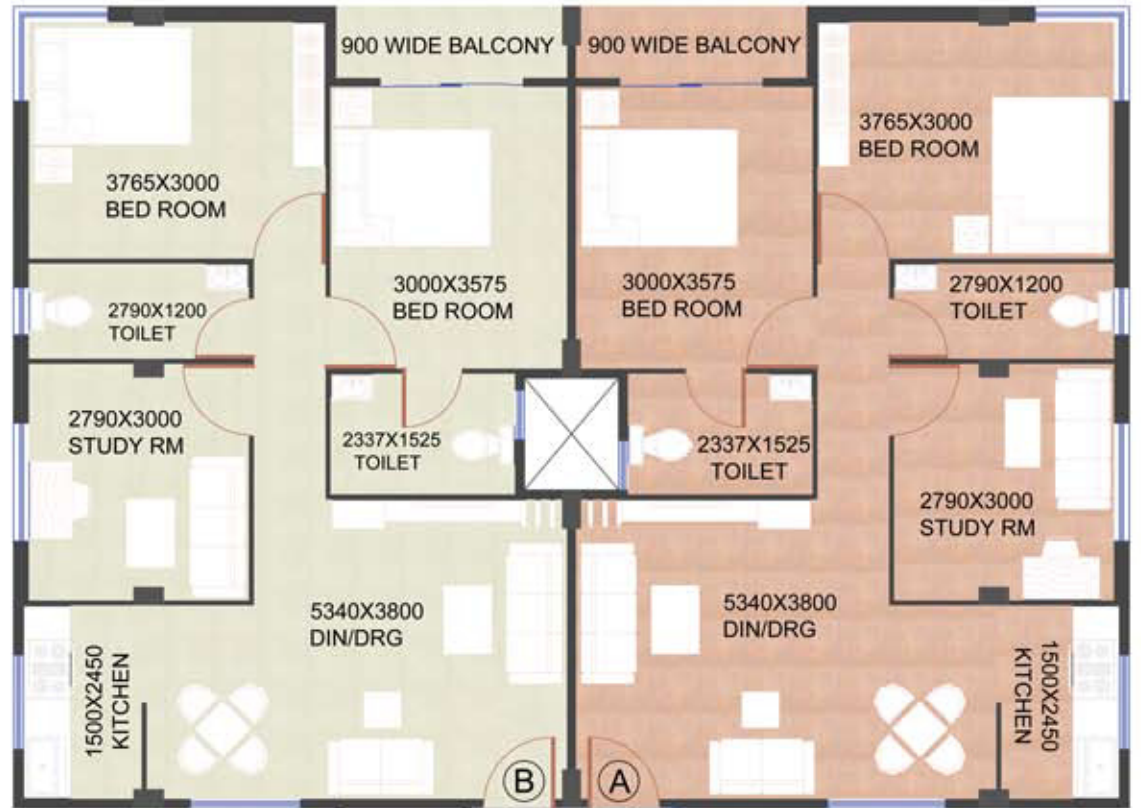 900 WIDE BALCONY
900 WIDE BALCONY
3765X3000
BED ROOM
3765X3000
BED ROOM
3000X3575
BED ROOM
3000X3575
BED ROOM
2790X1200
TOILET
2790X1200
TOILET
2790X3000
STUDY RM
2337X1525
TOILET
2337X1525
TOILET
2790X3000
STUDY RM
5340X3800
DIN/DRG
5340X3800
DIN/DRG
1500X2450
KITCHEN
1500X2450
KITCHEN
B
A